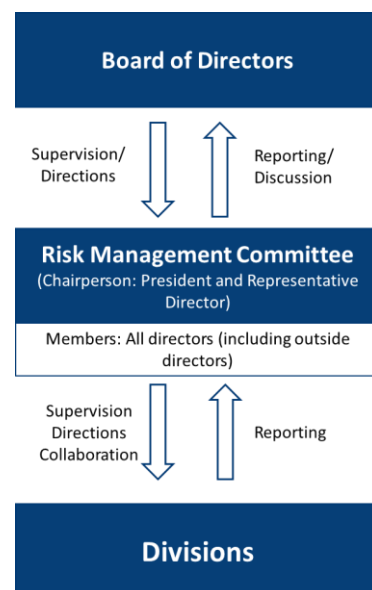 Board of Directors
Supervision/
Directions
Reporting/
Discussion
Risk Management Committee
(Chairperson: President and Representative
Director)
Members: All directors (including outside
directors)
Supervision
Directions
Collaboration
Reporting
Divisions